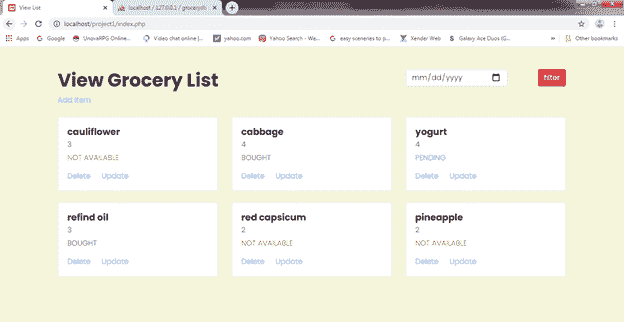 View List
localhost / 127.0.0.1 / grocerydb
localhost/project1/index.php
Apps Google UnovaRPG Online... Video chat online |... yahoo.com Yahoo Search - We... easy sceneries to p... Xender Web Galaxy Ace Duos (G... » Other bookmarks
View Grocery List
mm/dd/yyyy
filter
Add Item
cauliflower
3
NOT AVAILABLE
Delete Update
cabbage
4
BOUGHT
Delete Update
yogurt
4
PENDING
Delete Update
refind oil
3
BOUGHT
Delete Update
red capsicum
2
NOT AVAILABLE
Delete Update
pineapple
2
NOT AVAILABLE
Delete Update